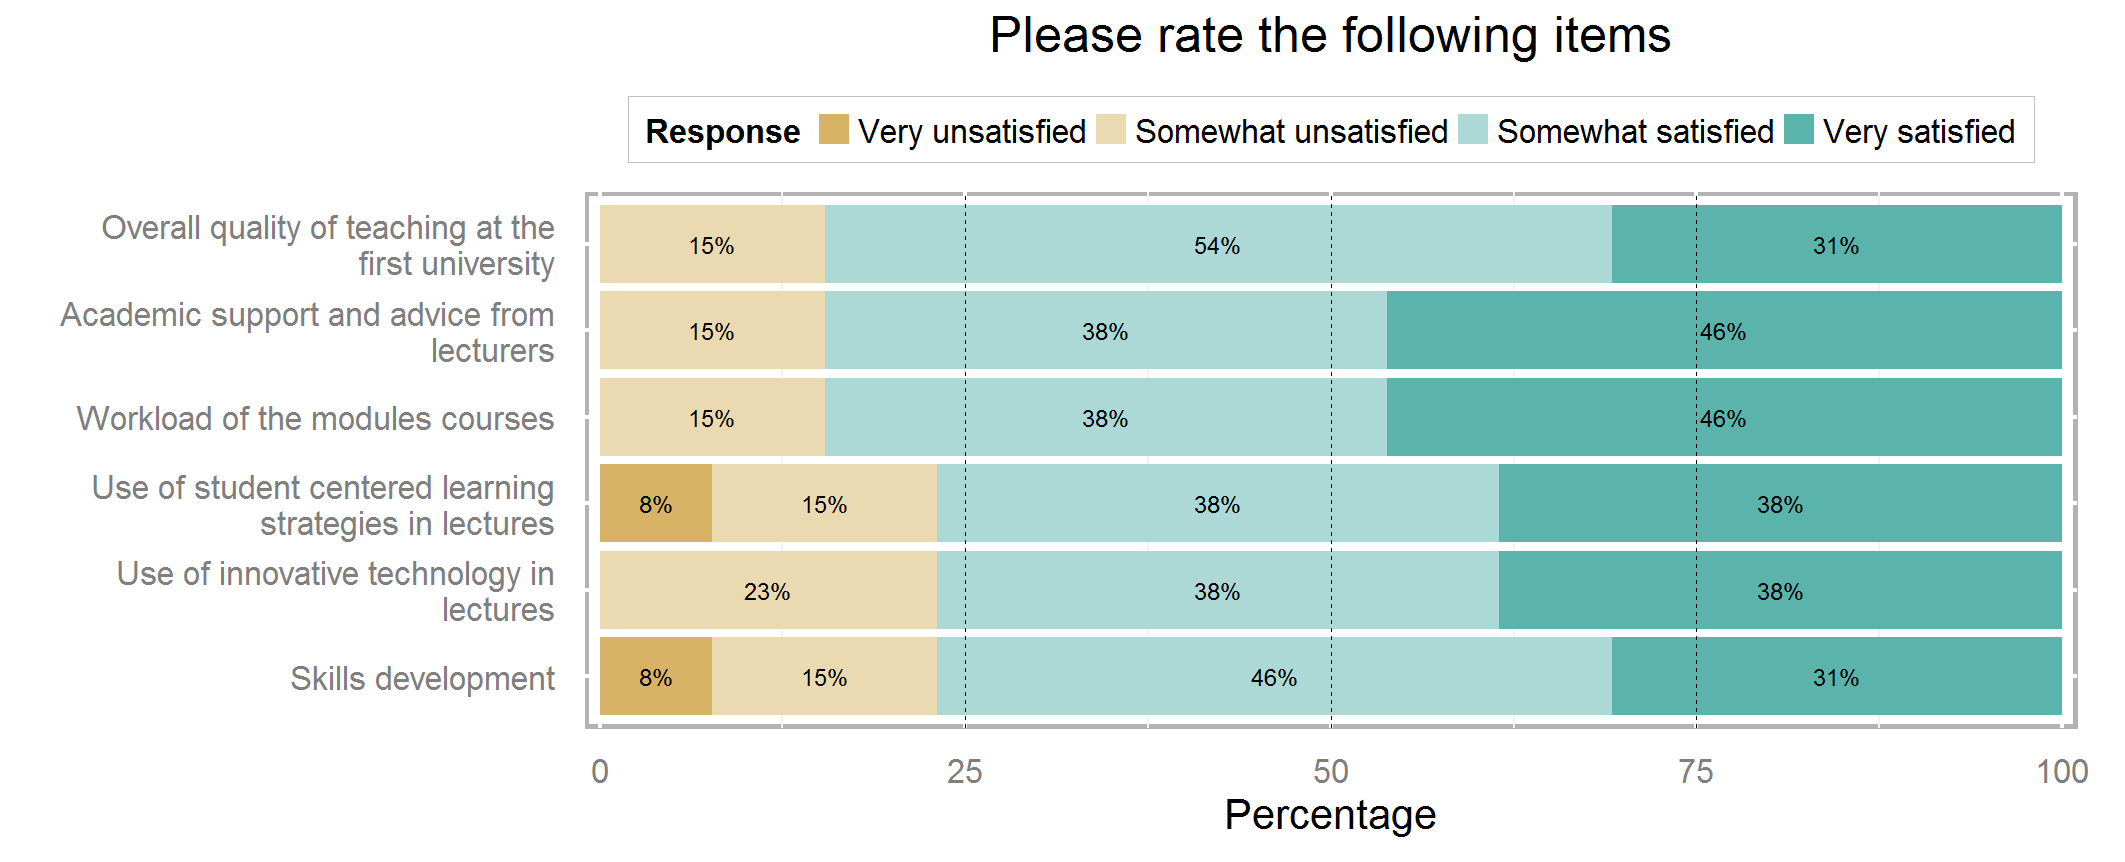 Please rate the following items
Response Very unsatisfied Somewhat unsatisfied Somewhat satisfied Very satisfied
Overall quality of teaching at the
first university
15% 54% 31%
Academic support and advice from
lecturers
15% 38% 46%
Workload of the modules courses
15% 38% 46%
Use of student centered learning
strategies in lectures
8% 15% 38% 38%
Use of innovative technology in
lectures
23% 38% 38%
Skills development
8% 15% 46% 31%
0 25 50 75 100
Percentage